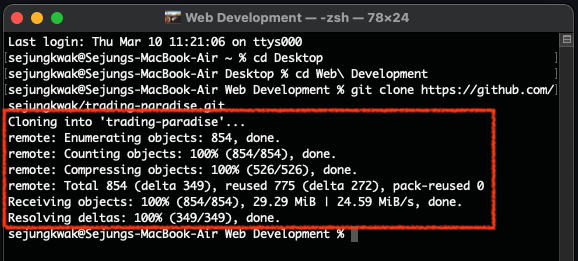 Web Development — -zsh — 78×24
Last login: Thu Mar 10 11:21:06 on ttys000
sejungkwak@Sejungs-MacBook-Air ~ % cd Desktop
sejungkwak@Sejungs-MacBook-Air Desktop % cd Web\ Development
sejungkwak@Sejungs-MacBook-Air Web Development % git clone https://github.com/
sejungkwak/trading-paradise.git
Cloning into 'trading-paradise'...
remote: Enumerating objects: 854, done.
remote: Counting objects: 100% (854/854), done.
remote: Compressing objects: 100% (526/526), done.
remote: Total 854 (delta 349), reused 775 (delta 272), pack-reused 0
Receiving objects: 100% (854/854), 29.29 MiB | 24.59 MiB/s, done.
Resolving deltas: 100% (349/349), done.
sejungkwak@Sejungs-MacBook-Air Web Development %